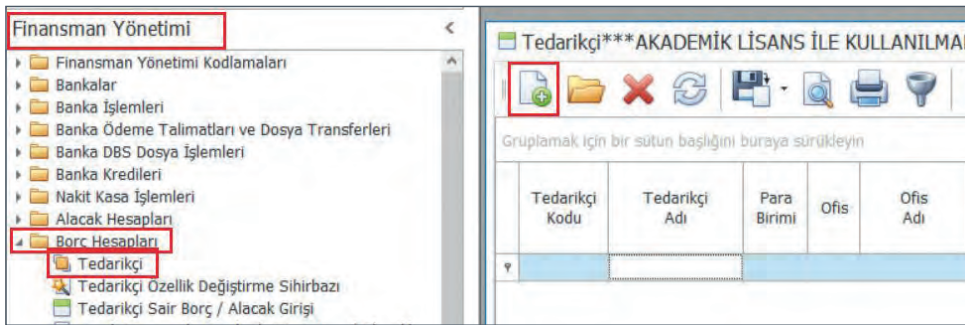 Finansman Yönetimi
Finansman Yönetimi Kodlamaları
Bankalar
Banka İşlemleri
Banka Ödeme Talimatları ve Dosya Transferleri
Banka DBS Dosya İşlemleri
Banka Kredileri
Nakit Kasa İşlemleri
Alacak Hesapları
Borç Hesapları
Tedarikçi
Tedarikçi Özellik Değiştirme Sihirbazı
Tedarikçi Sair Borç / Alacak Girişi
Tedarikçi***AKADEMİK LİSANS İLE KULLANILMA
Gruplamak için bir sütun başlığını buraya sürükleyin
Tedarikçi Kodu
Tedarikçi Adı
Para Birimi
Ofis
Ofis Adı